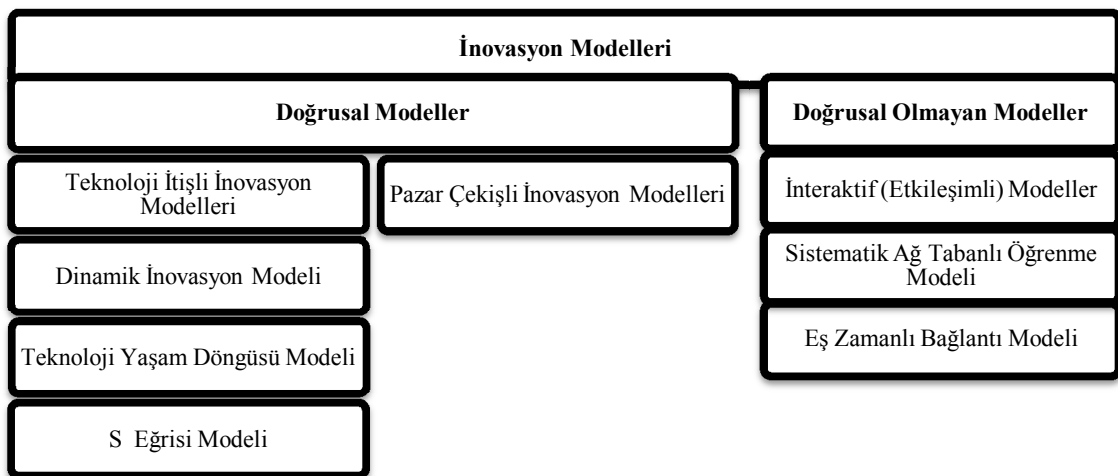 İnovasyon Modelleri
Doğrusal Modeller
Doğrusal Olmayan Modeller
Teknoloji İtişli İnovasyon
Modelleri
Pazar Çekişli İnovasyon Modelleri
İnteraktif (Etkileşimli) Modeller
Dinamik İnovasyon Modeli
Sistematik Ağ Tabanlı Öğrenme
Modeli
Teknoloji Yaşam Döngüsü Modeli
Eş Zamanlı Bağlantı Modeli
S Eğrisi Modeli